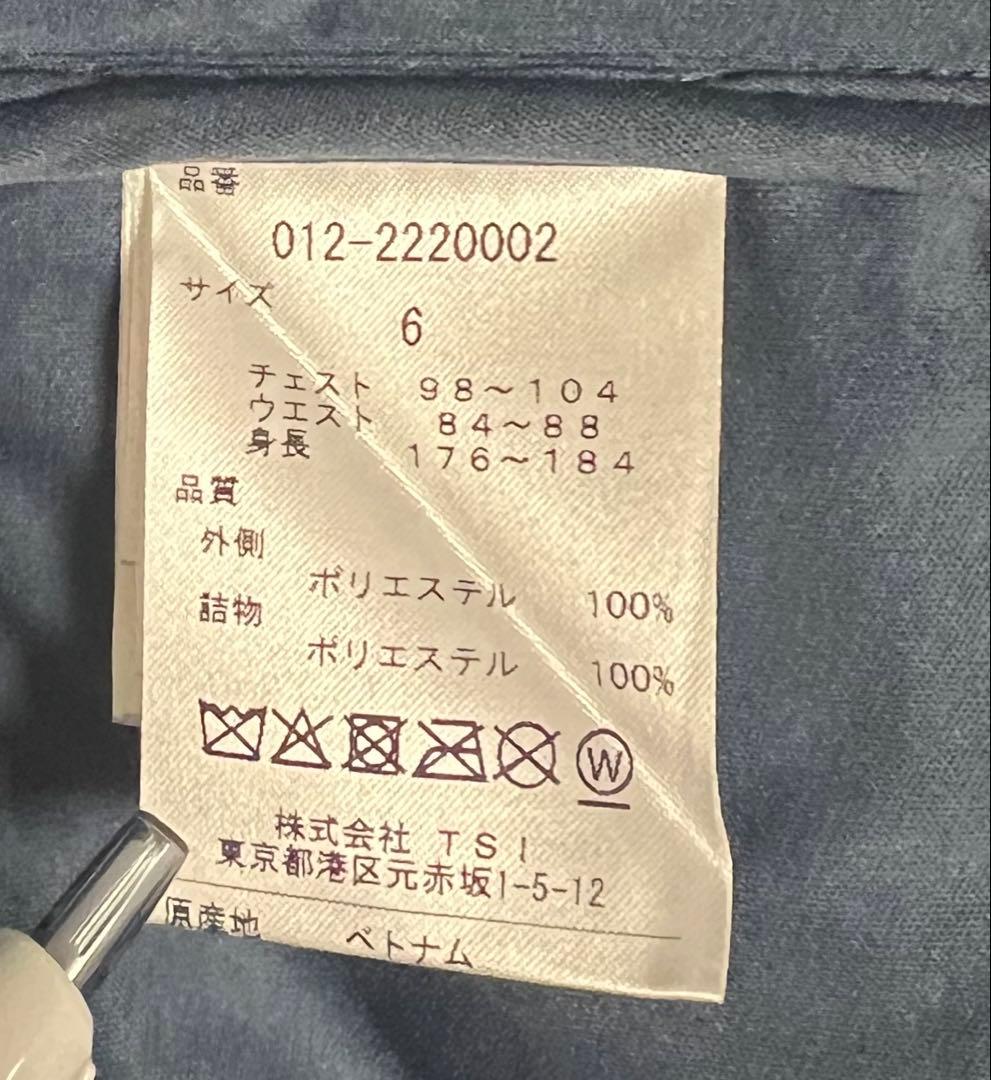 品番
012-2220002
サイズ
6
チェスト 98～104
ウエスト 84～88
身長 176～184
品質
外側
ポリエステル 100%
詰物
ポリエステル 100%
W
株式会社 TSI
東京都港区元赤坂1-5-12
原産地 ベトナム